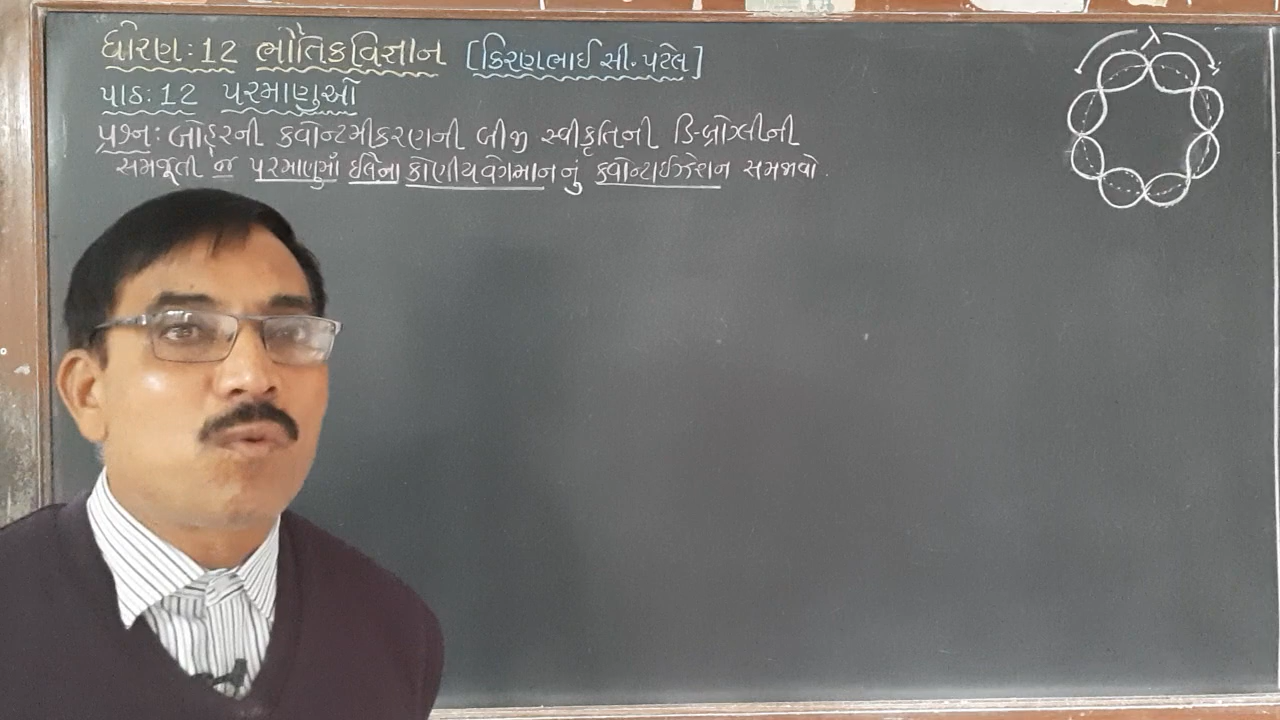 ધોરણ: 12 ભૌતિકવિજ્ઞાન [કિરણભાઈ સી. પટેલ]
પાઠ: 12 પરમાણુઓ
પ્રશ્ન: બોહરની ક્વોન્ટમીકરણની બીજી સ્વીકૃતિની ડિ-બ્રોગ્લીની
સમજૂતી જ પરમાણુમાં ઇલેના કોણીયવેગમાનનું ક્વોન્ટાઈઝેશન સમજાવો.
λ